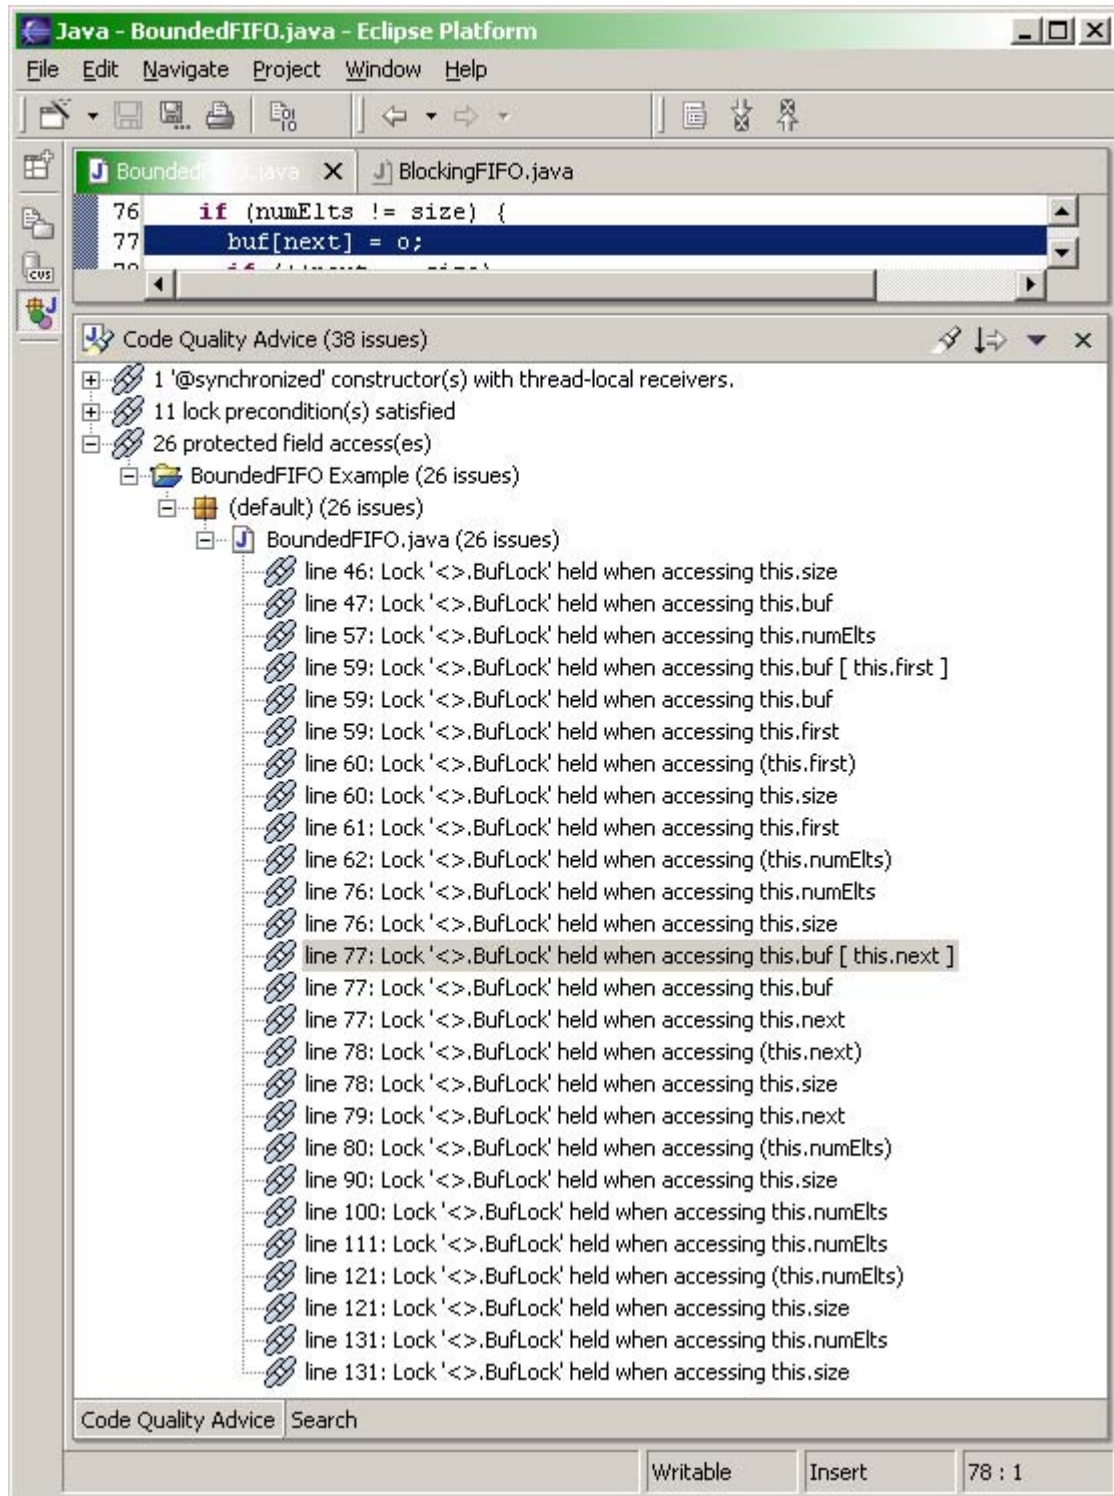 Java - BoundedFIFO.java - Eclipse Platform
File Edit Navigate Project Window Help
BoundedFIFO.java BlockingFIFO.java
76 if (numElts != size) {
77 buf[next] = o;
Code Quality Advice (38 issues)
1 '@synchronized' constructor(s) with thread-local receivers.
11 lock precondition(s) satisfied
26 protected field access(es)
BoundedFIFO Example (26 issues)
(default) (26 issues)
BoundedFIFO.java (26 issues)
line 46: Lock '<>.BufLock' held when accessing this.size
line 47: Lock '<>.BufLock' held when accessing this.buf
line 57: Lock '<>.BufLock' held when accessing this.numElts
line 59: Lock '<>.BufLock' held when accessing this.buf [ this.first ]
line 59: Lock '<>.BufLock' held when accessing this.buf
line 59: Lock '<>.BufLock' held when accessing this.first
line 60: Lock '<>.BufLock' held when accessing (this.first)
line 60: Lock '<>.BufLock' held when accessing this.size
line 61: Lock '<>.BufLock' held when accessing this.first
line 62: Lock '<>.BufLock' held when accessing (this.numElts)
line 76: Lock '<>.BufLock' held when accessing this.numElts
line 76: Lock '<>.BufLock' held when accessing this.size
line 77: Lock '<>.BufLock' held when accessing this.buf [ this.next ]
line 77: Lock '<>.BufLock' held when accessing this.buf
line 77: Lock '<>.BufLock' held when accessing this.next
line 78: Lock '<>.BufLock' held when accessing (this.next)
line 78: Lock '<>.BufLock' held when accessing this.size
line 79: Lock '<>.BufLock' held when accessing this.next
line 80: Lock '<>.BufLock' held when accessing (this.numElts)
line 90: Lock '<>.BufLock' held when accessing this.size
line 100: Lock '<>.BufLock' held when accessing this.numElts
line 111: Lock '<>.BufLock' held when accessing this.numElts
line 121: Lock '<>.BufLock' held when accessing (this.numElts)
line 121: Lock '<>.BufLock' held when accessing this.size
line 131: Lock '<>.BufLock' held when accessing this.numElts
line 131: Lock '<>.BufLock' held when accessing this.size
Code Quality Advice Search
Writable Insert 78 : 1